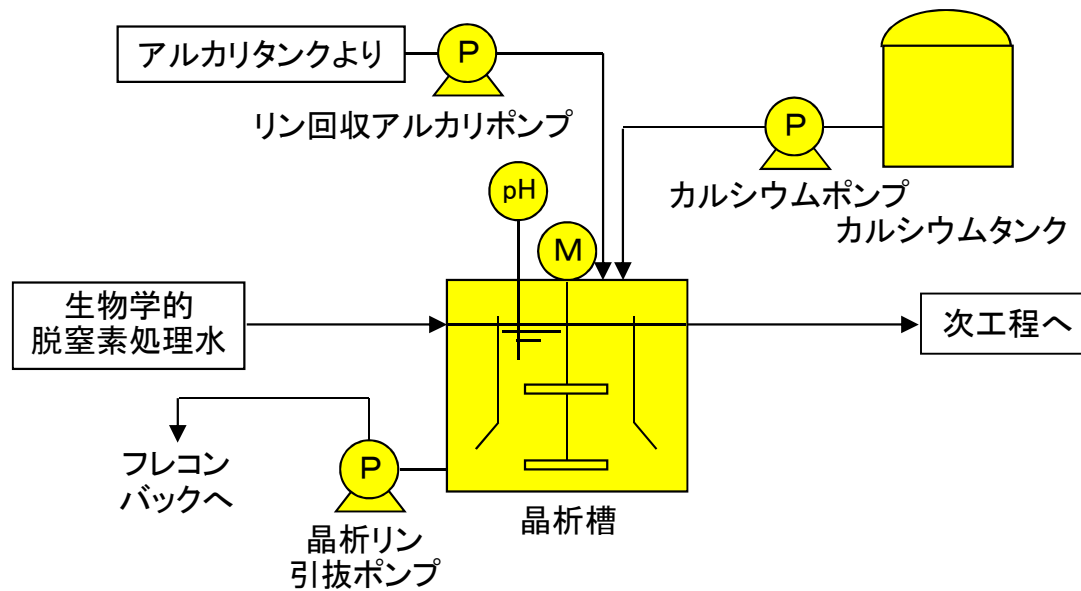 アルカリタンクより
P
リン回収アルカリポンプ
P
カルシウムポンプ
カルシウムタンク
pH
M
生物学的
脱窒素処理水
次工程へ
フレコン
バックへ
P
晶析リン
引抜ポンプ
晶析槽